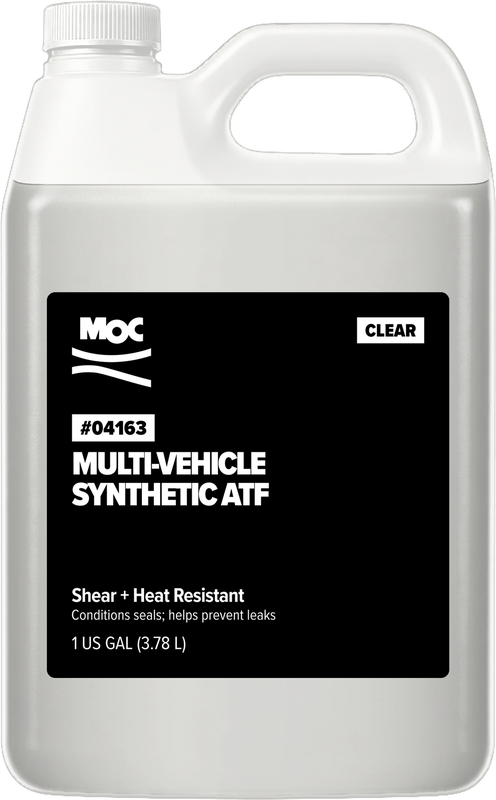 MOC
CLEAR
#04163
MULTI-VEHICLE
SYNTHETIC ATF
Shear + Heat Resistant
Conditions seals; helps prevent leaks
1 US GAL (3.78 L)